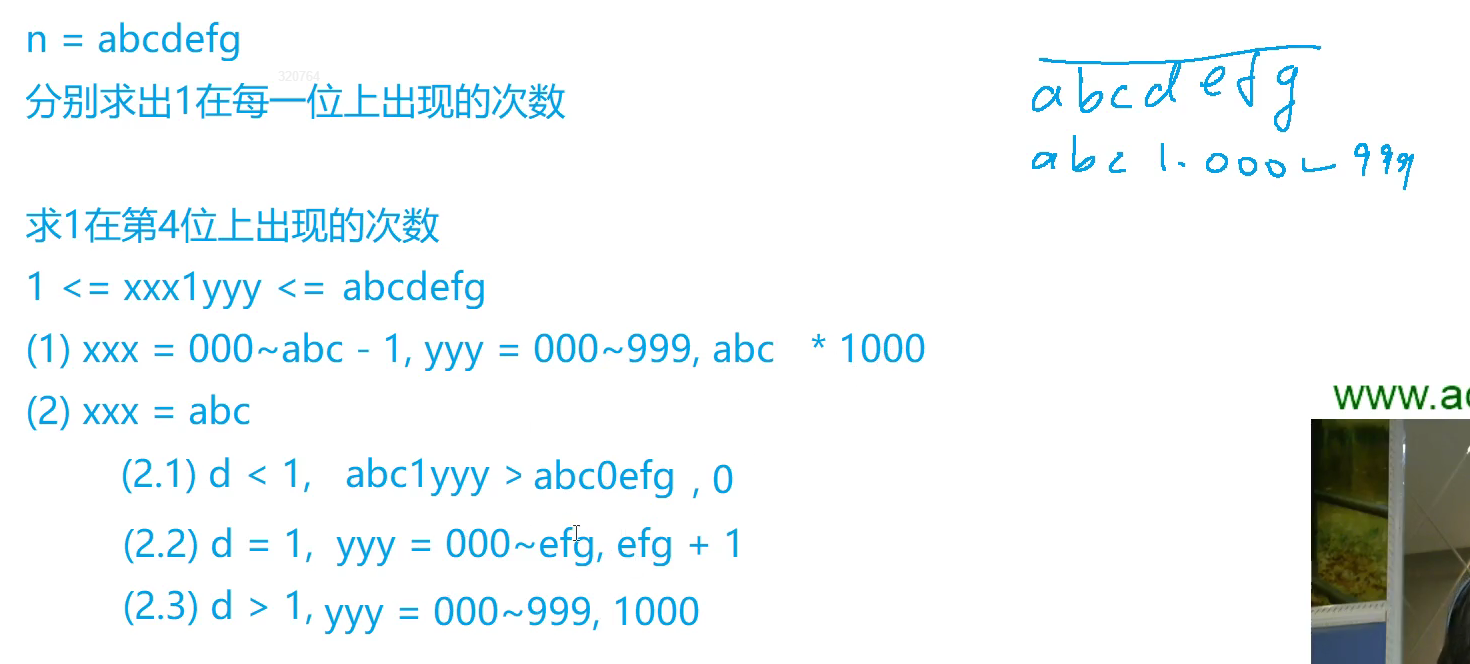 n = abcdefg
320764
分别求出1在每一位上出现的次数
abcdefg
abc 1. 000~999
求1在第4位上出现的次数
1 <= xxx1yyy <= abcdefg
(1) xxx = 000~abc - 1, yyy = 000~999, abc * 1000
(2) xxx = abc
(2.1) d < 1, abc1yyy > abc0efg , 0
(2.2) d = 1, yyy = 000~efg, efg + 1
(2.3) d > 1, yyy = 000~999, 1000